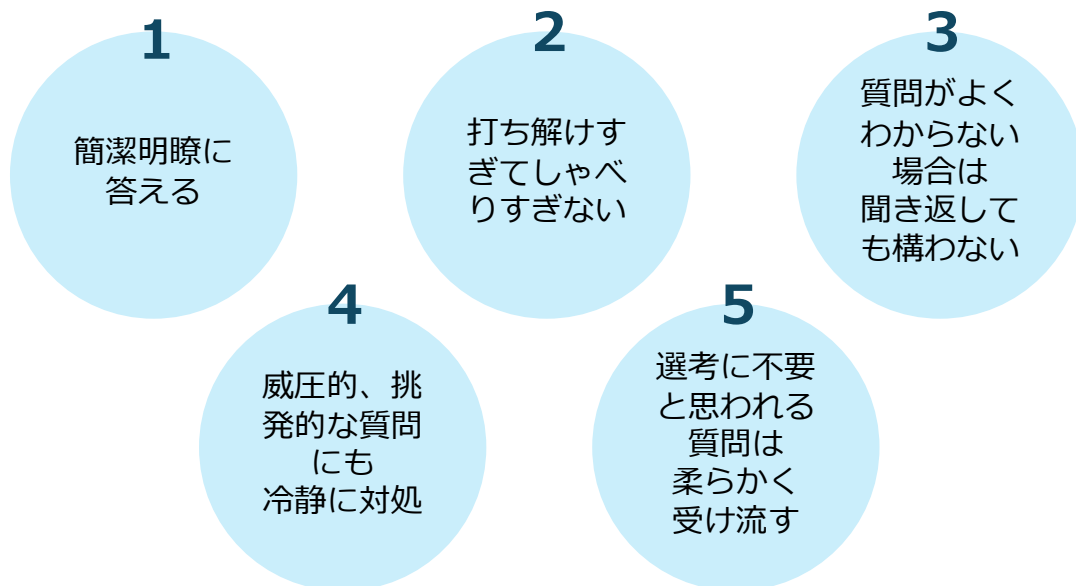 1
簡潔明瞭に
答える
2
打ち解けす
ぎてしゃべ
りすぎない
3
質問がよく
わからない
場合は
聞き返して
も構わない
4
威圧的、挑
発的な質問
にも
冷静に対処
5
選考に不要
と思われる
質問は
柔らかく
受け流す